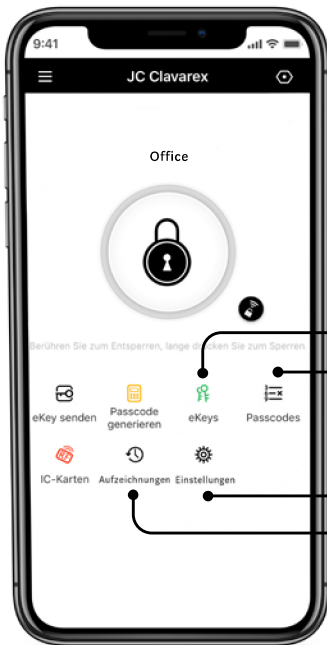 9:41
JC Clavarex
Office
Berühren Sie zum Entsperren, lange drücken Sie zum Sperren
eKey senden
Passcode
generieren
eKeys
Passcodes
IC-Karten
Aufzeichnungen
Einstellungen